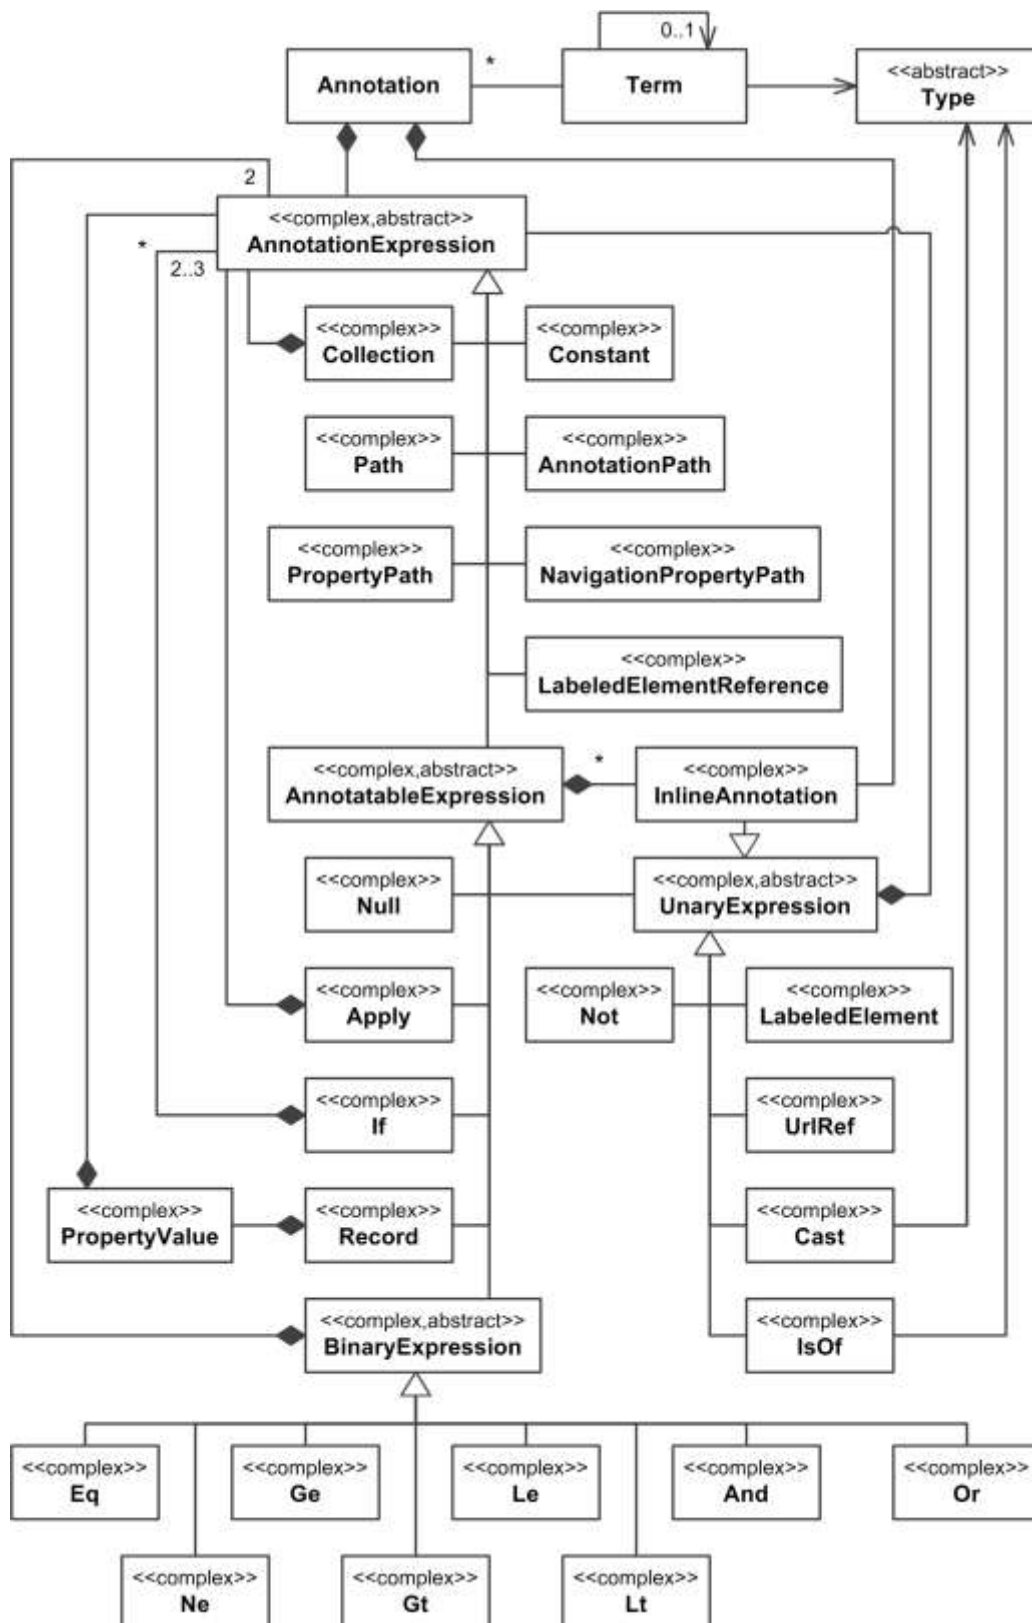 0..1
*
Annotation
Term
<<abstract>>
Type
2
<<complex,abstract>>
AnnotationExpression
*
2..3
<<complex>>
Collection
<<complex>>
Constant
<<complex>>
Path
<<complex>>
AnnotationPath
<<complex>>
PropertyPath
<<complex>>
NavigationPropertyPath
<<complex>>
LabeledElementReference
<<complex,abstract>>
AnnotatableExpression
*
<<complex>>
InlineAnnotation
<<complex>>
Null
<<complex,abstract>>
UnaryExpression
<<complex>>
Apply
<<complex>>
Not
<<complex>>
LabeledElement
<<complex>>
If
<<complex>>
UrlRef
<<complex>>
PropertyValue
<<complex>>
Record
<<complex>>
Cast
<<complex,abstract>>
BinaryExpression
<<complex>>
IsOf
<<complex>>
Eq
<<complex>>
Ge
<<complex>>
Le
<<complex>>
And
<<complex>>
Or
<<complex>>
Ne
<<complex>>
Gt
<<complex>>
Lt